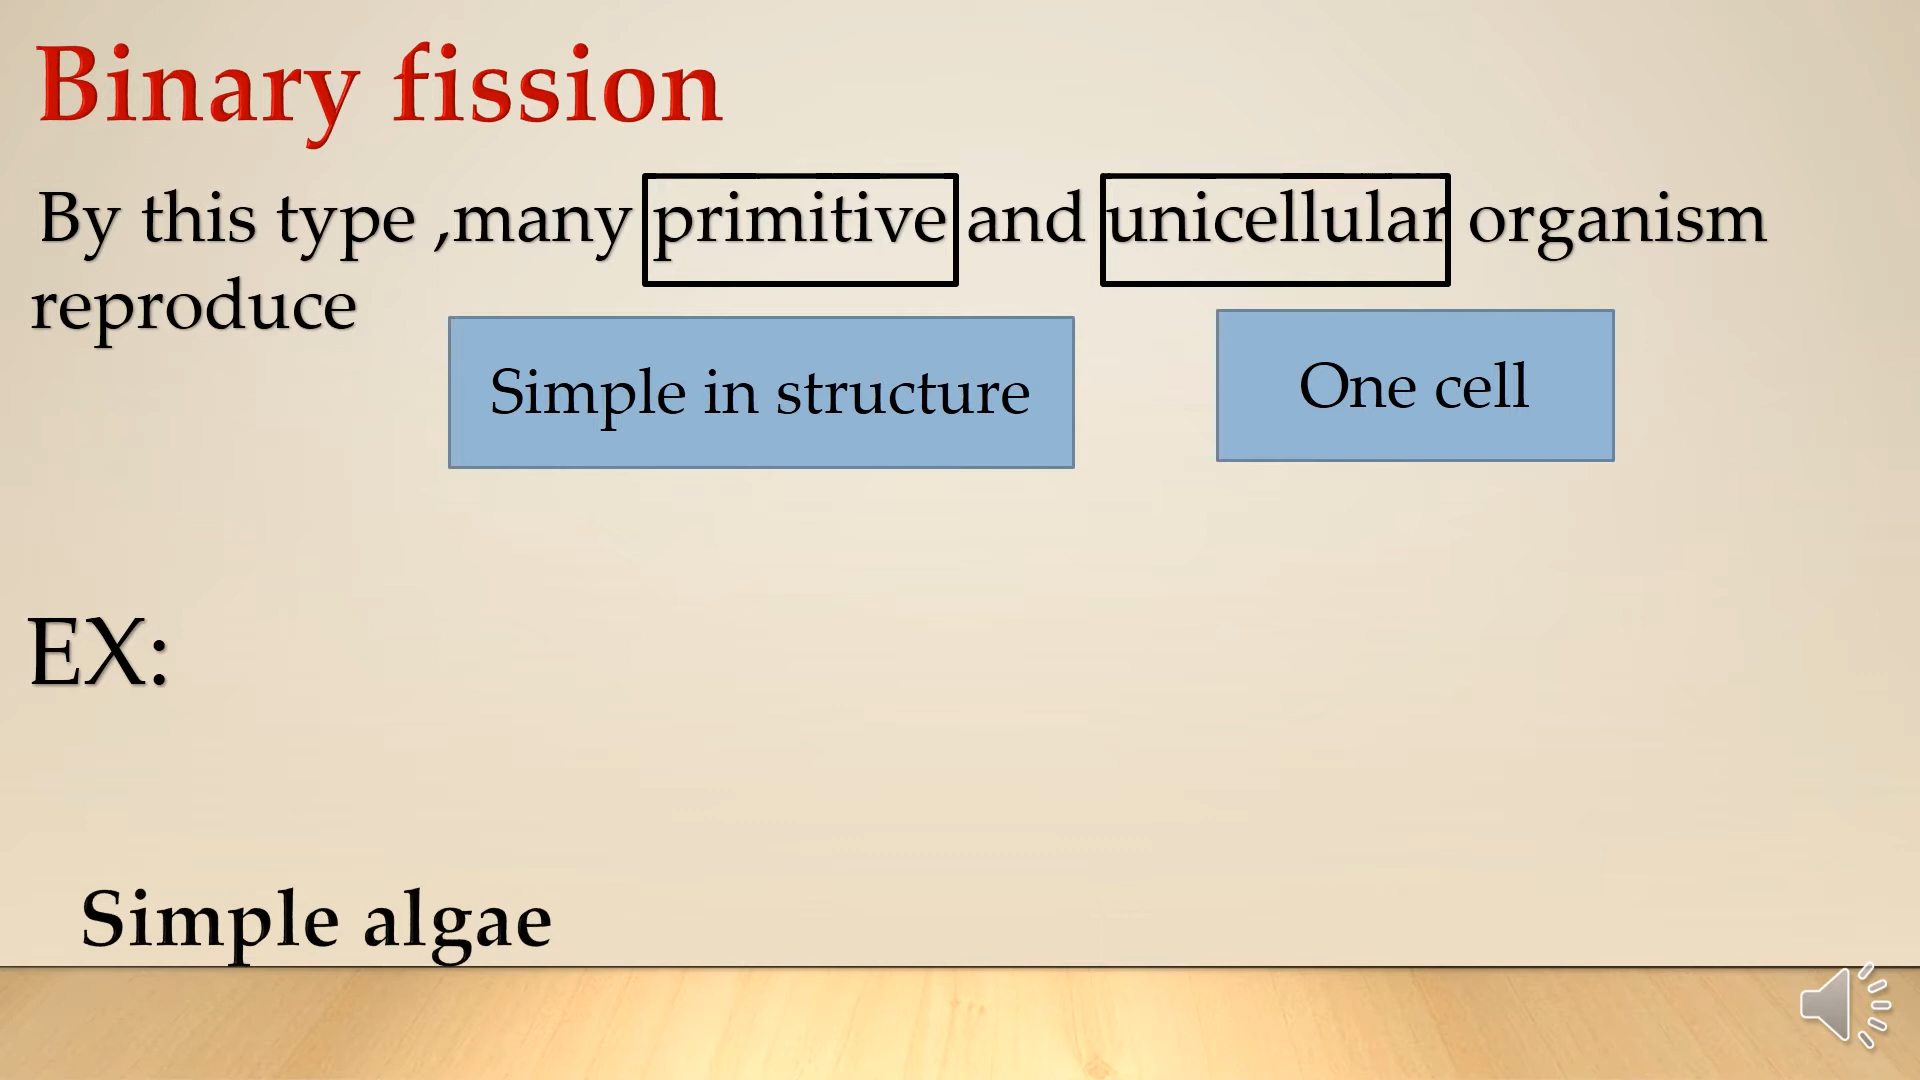 Binary fission
By this type ,many primitive and unicellular organism
reproduce
Simple in structure
One cell
EX:
Simple algae